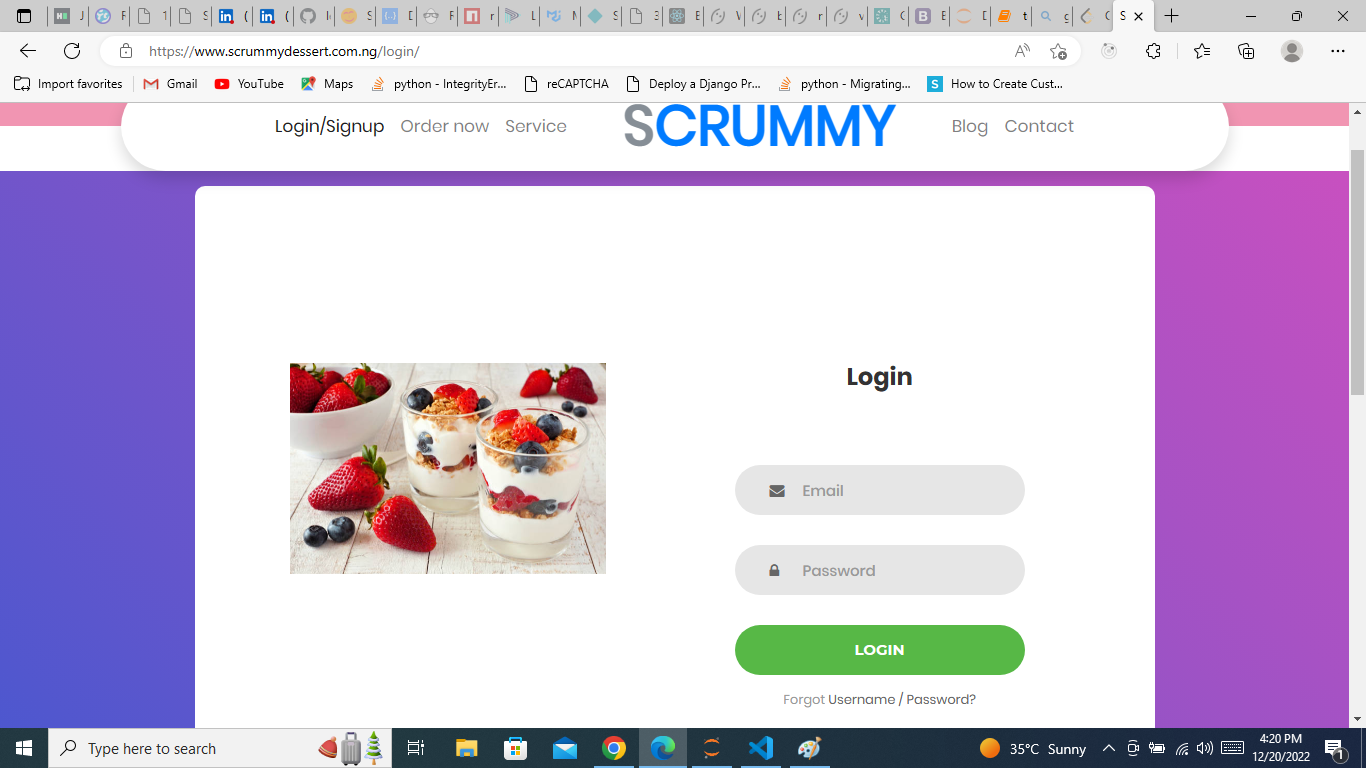 https://www.scrummydessert.com.ng/login/
Import favorites Gmail YouTube Maps python - IntegrityEr... reCAPTCHA Deploy a Django Pr... python - Migrating... How to Create Cust...
Login/Signup Order now Service SCRUMMY Blog Contact
Login
Email
Password
LOGIN
Forgot Username / Password?
Type here to search 35°C Sunny 4:20 PM
12/20/2022 1